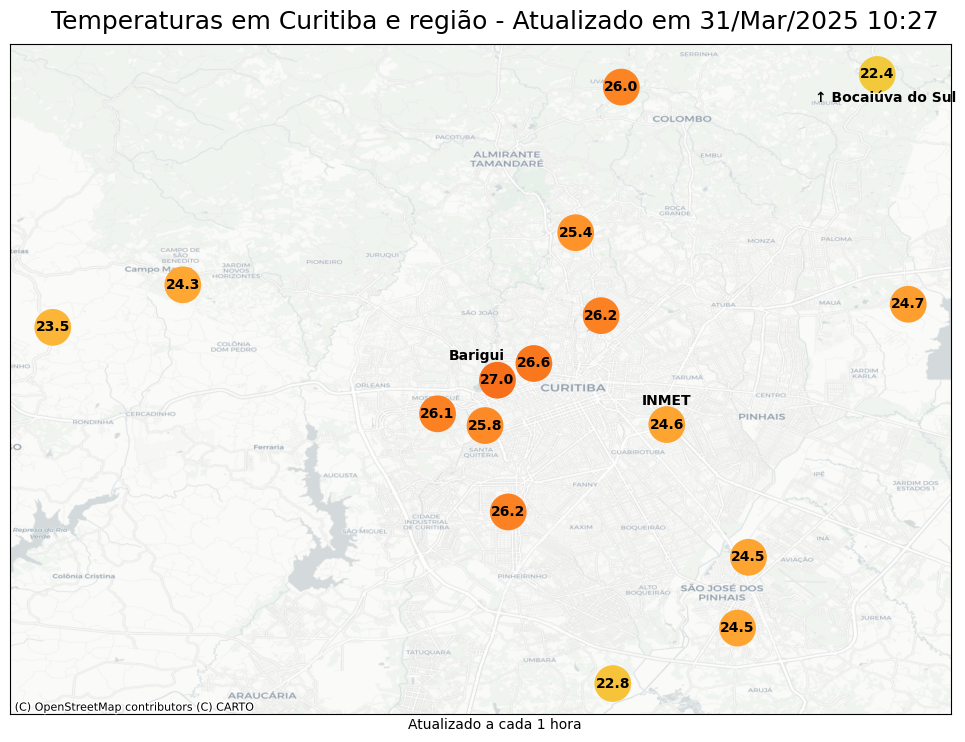 Temperaturas em Curitiba e região - Atualizado em 31/Mar/2025 10:27
SERRINHA
22.4
26.0
↑ Bocaiúva do Sul
COLOMBO
PACOTUBA
ALMIRANTE
TAMANDARÉ
EMBU
ROÇA
GRANDE
25.4
MONZA
PALOMA
CAMPO DE
SÃO
BENEDITO
JURUQUI
PIONEIRO
JARDIM
NOVOS
HORIZONTES
24.3
24.7
MAUÁ
ATUBA
SÃO JOÃO
26.2
23.5
COLÔNIA
DOM PEDRO
Barigui
26.6
JARDIM
KARLA
27.0
TARUMÃ
ORLEANS
CURITIBA
CENTRO
INMET
26.1
CERCADINHO
PINHAIS
RONDINHA
25.8
24.6
Ferraria
SANTA
QUITÉRIA
GUABIROTUBA
AUGUSTA
IPÊ
FANNY
JARDIM DOS
ESTADOS 1
26.2
CIDADE
INDUSTRIAL
DE CURITIBA
SÃO MIGUEL
XAXIM
BOQUEIRÃO
Represa do Rio
Verde
INÁ
24.5
AVIAÇÃO
Colônia Cristina
PINHEIRINHO
ALTO
BOQUEIRÃO
SÃO JOSÉ DOS
PINHAIS
JUREMA
24.5
TATUQUARA
UMBARÁ
22.8
ARUJÁ
ARAUCÁRIA
(C) OpenStreetMap contributors (C) CARTO
Atualizado a cada 1 hora